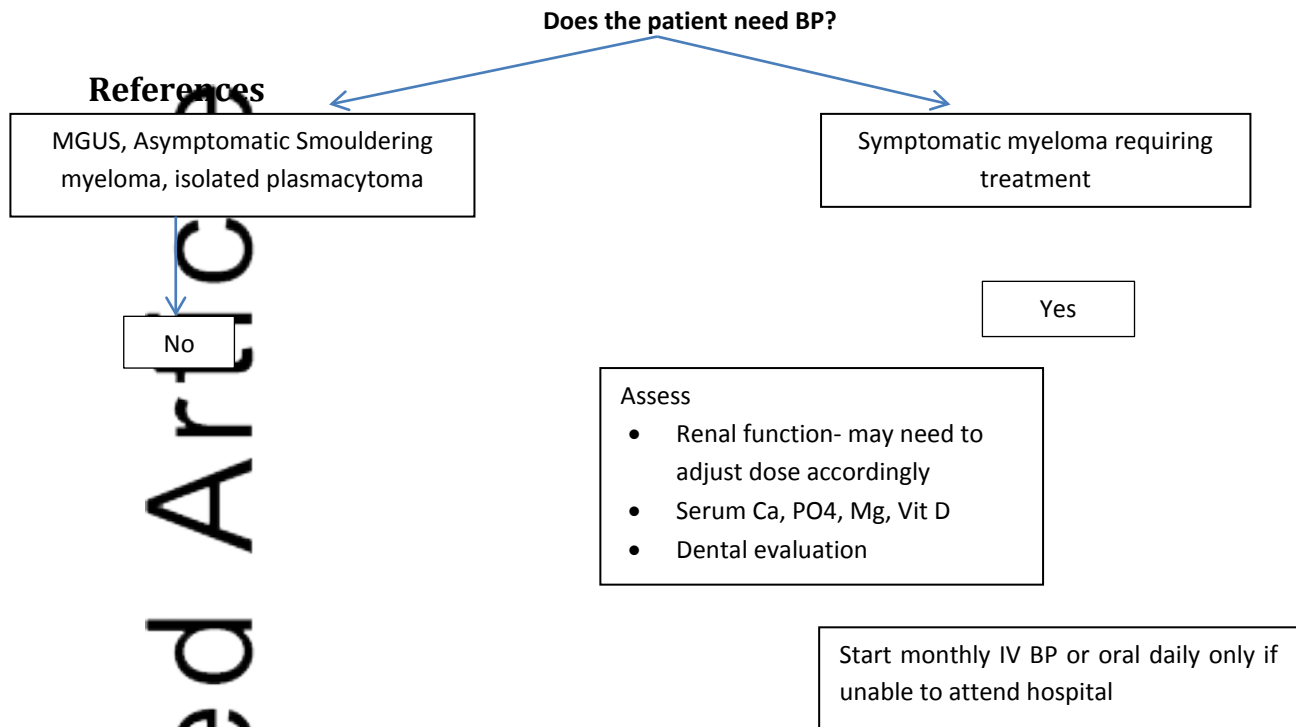 Does the patient need BP?
References
MGUS, Asymptomatic Smouldering
myeloma, isolated plasmacytoma
Symptomatic myeloma requiring
treatment
Yes
No
Assess
• Renal function- may need to
adjust dose accordingly
• Serum Ca, PO4, Mg, Vit D
• Dental evaluation
Start monthly IV BP or oral daily only if
unable to attend hospital
ed Artic